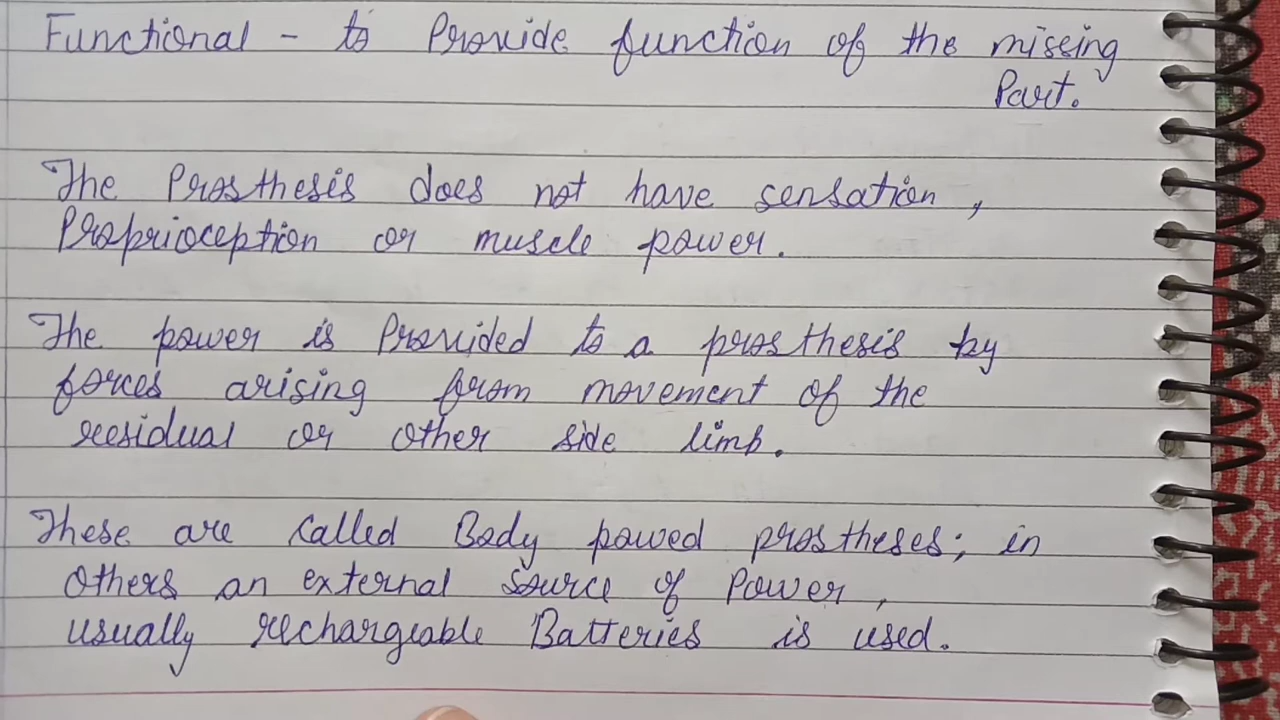 Functional - to Provide function of the missing
Part.
The Prosthesis does not have sensation,
Proprioception or muscle power.
The power is Provided to a prosthesis by
forces arising from movement of the
residual or other side limb.
These are Called Body powed prostheses; in
others an external source of Power,
usually rechargeable Batteries is used.